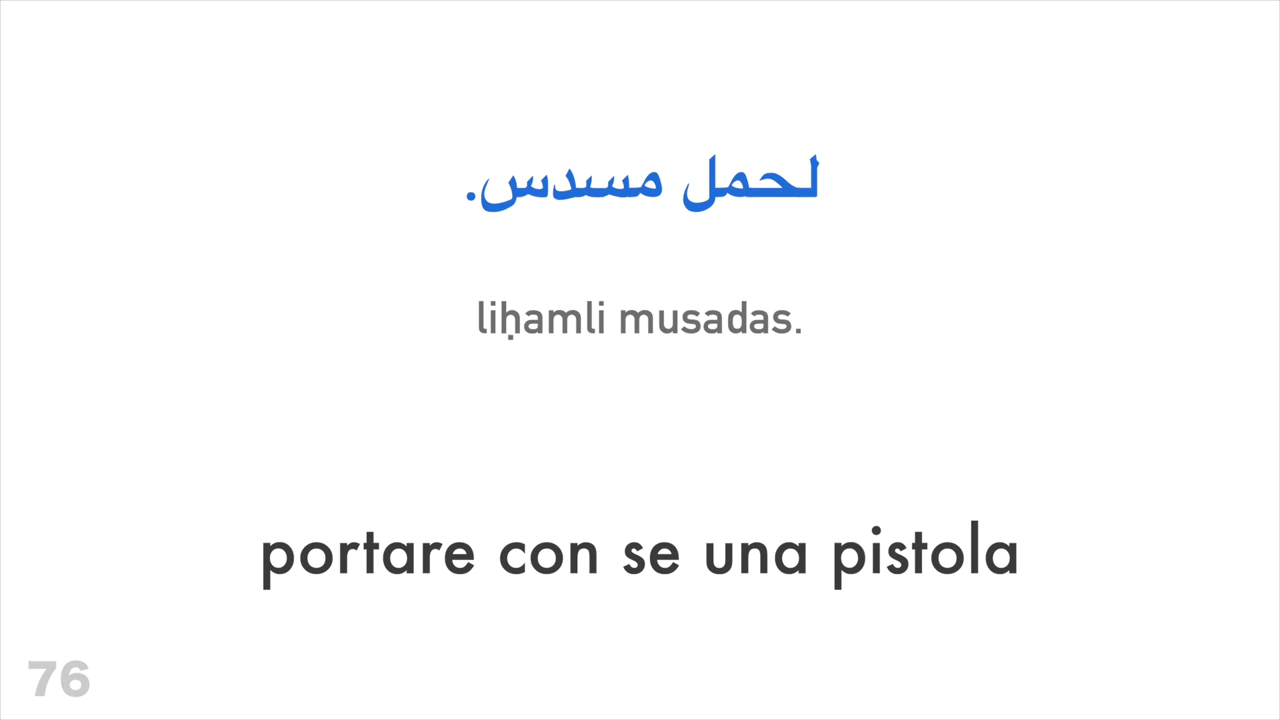 لحمل مسدس.
liḥamli musadas.
portare con se una pistola
76